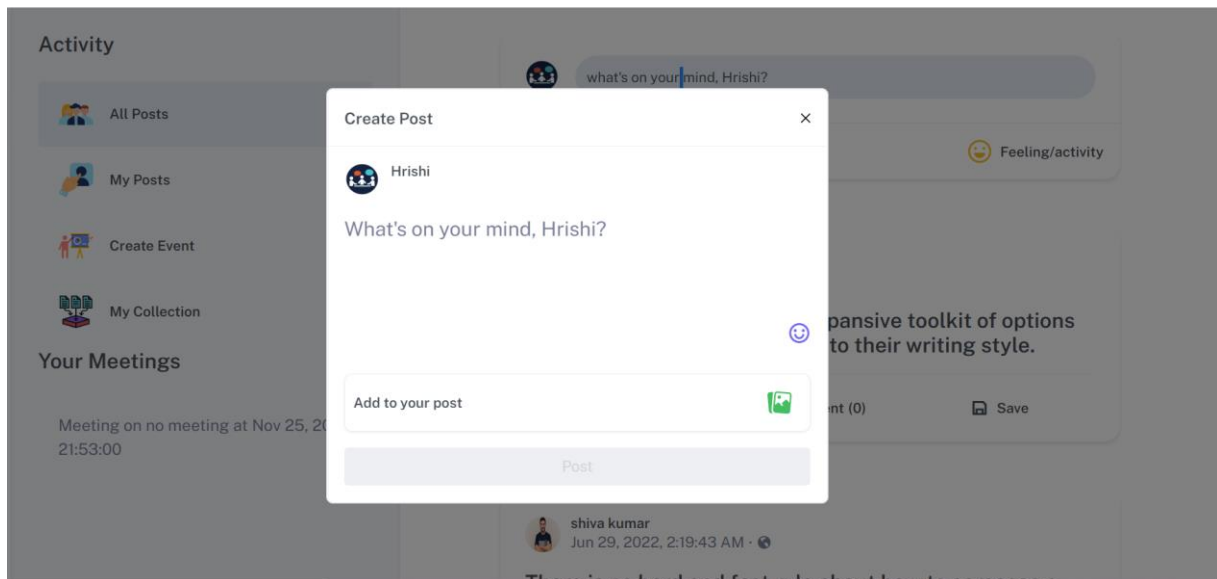 Activity
All Posts
My Posts
Create Event
My Collection
Your Meetings
Meeting on no meeting at Nov 25, 20
21:53:00
what's on your mind, Hrishi?
Feeling/activity
Create Post
×
Hrishi
What's on your mind, Hrishi?
Add to your post
Post
pansive toolkit of options
to their writing style.
nt (0)
Save
shiva kumar
Jun 29, 2022, 2:19:43 AM ·